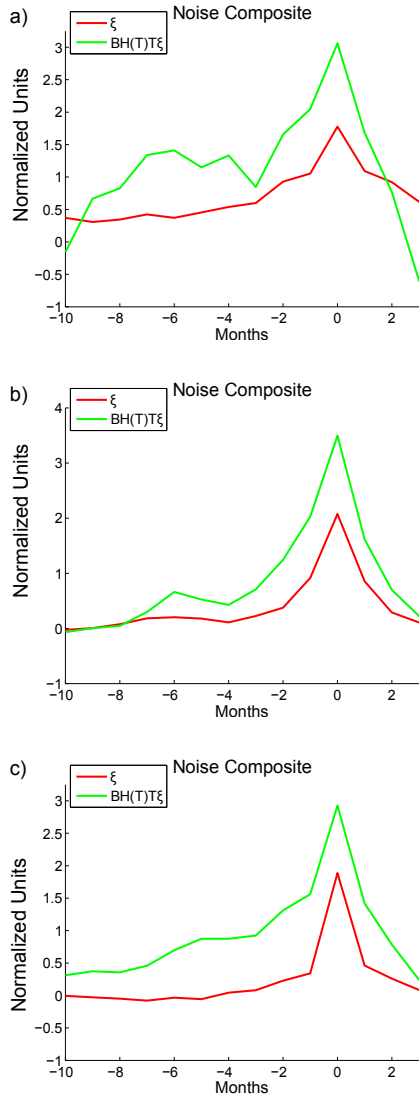 a)
Noise Composite
ξ
BH(T)Tξ
Normalized Units
3
2.5
2
1.5
1
0.5
0
−0.5
−1
−10 −8 −6 −4 −2 0 2
Months
b)
Noise Composite
ξ
BH(T)Tξ
Normalized Units
4
3
2
1
0
−1
−10 −8 −6 −4 −2 0 2
Months
c)
Noise Composite
ξ
BH(T)Tξ
Normalized Units
3
2.5
2
1.5
1
0.5
0
−0.5
−1
−10 −8 −6 −4 −2 0 2
Months